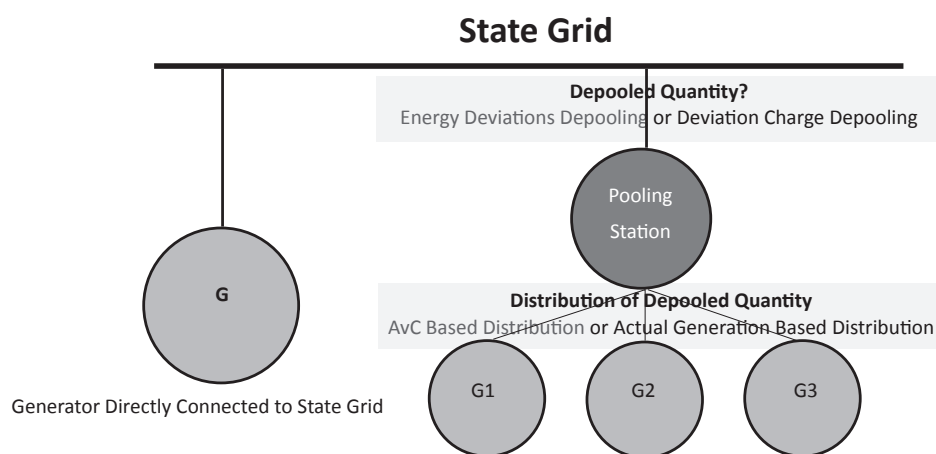 State Grid
Depooled Quantity?
Energy Deviations Depooling or Deviation Charge Depooling
Pooling
Station
G
Distribution of Depooled Quantity
AvC Based Distribution or Actual Generation Based Distribution
G1
G2
G3
Generator Directly Connected to State Grid